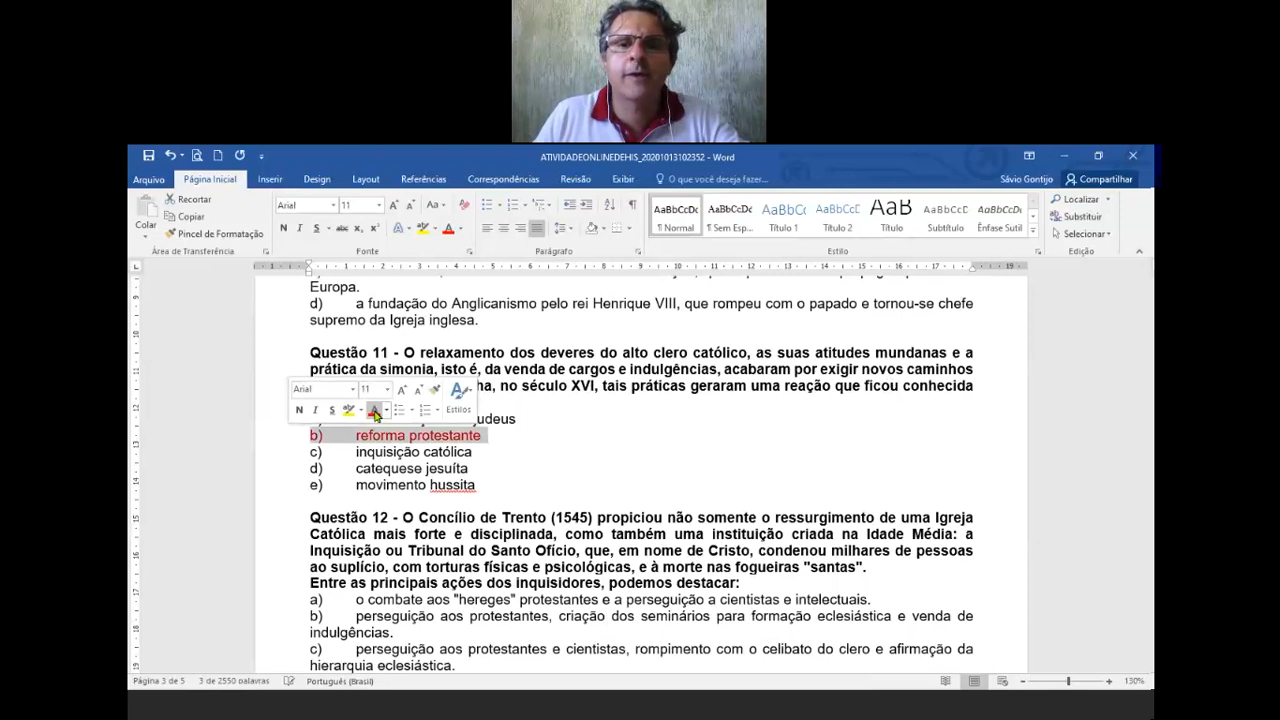 ATIVIDADEONLINEDEHIS_20201013102352 - Word
Arquivo Página Inicial Inserir Design Layout Referências Correspondências Revisão Exibir O que você deseja fazer... Sávio Gontijo Compartilhar
Colar
Recortar
Copiar
Pincel de Formatação
Área de Transferência
Arial 11
Fonte
Parágrafo
AaBbCcDc AaBbCcDc AaBbC AaBbCcC AaB AaBbCcC AaBbCcDc
¶ Normal ¶ Sem Esp... Título 1 Título 2 Título Subtítulo Ênfase Sutil
Estilo
Localizar
Substituir
Selecionar
Edição
Europa.
d) a fundação do Anglicanismo pelo rei Henrique VIII, que rompeu com o papado e tornou-se chefe
supremo da Igreja inglesa.
Questão 11 - O relaxamento dos deveres do alto clero católico, as suas atitudes mundanas e a
prática da simonia, isto é, da venda de cargos e indulgências, acabaram por exigir novos caminhos
Arial 11
Estilos
, no século XVI, tais práticas geraram uma reação que ficou conhecida
judeus
b) reforma protestante
c) inquisição católica
d) catequese jesuíta
e) movimento hussita
Questão 12 - O Concílio de Trento (1545) propiciou não somente o ressurgimento de uma Igreja
Católica mais forte e disciplinada, como também uma instituição criada na Idade Média: a
Inquisição ou Tribunal do Santo Ofício, que, em nome de Cristo, condenou milhares de pessoas
ao suplício, com torturas físicas e psicológicas, e à morte nas fogueiras "santas".
Entre as principais ações dos inquisidores, podemos destacar:
a) o combate aos "hereges" protestantes e a perseguição a cientistas e intelectuais.
b) perseguição aos protestantes, criação dos seminários para formação eclesiástica e venda de
indulgências.
c) perseguição aos protestantes e cientistas, rompimento com o celibato do clero e afirmação da
hierarquia eclesiástica.
Página 3 de 5 3 de 2550 palavras Português (Brasil) 130%